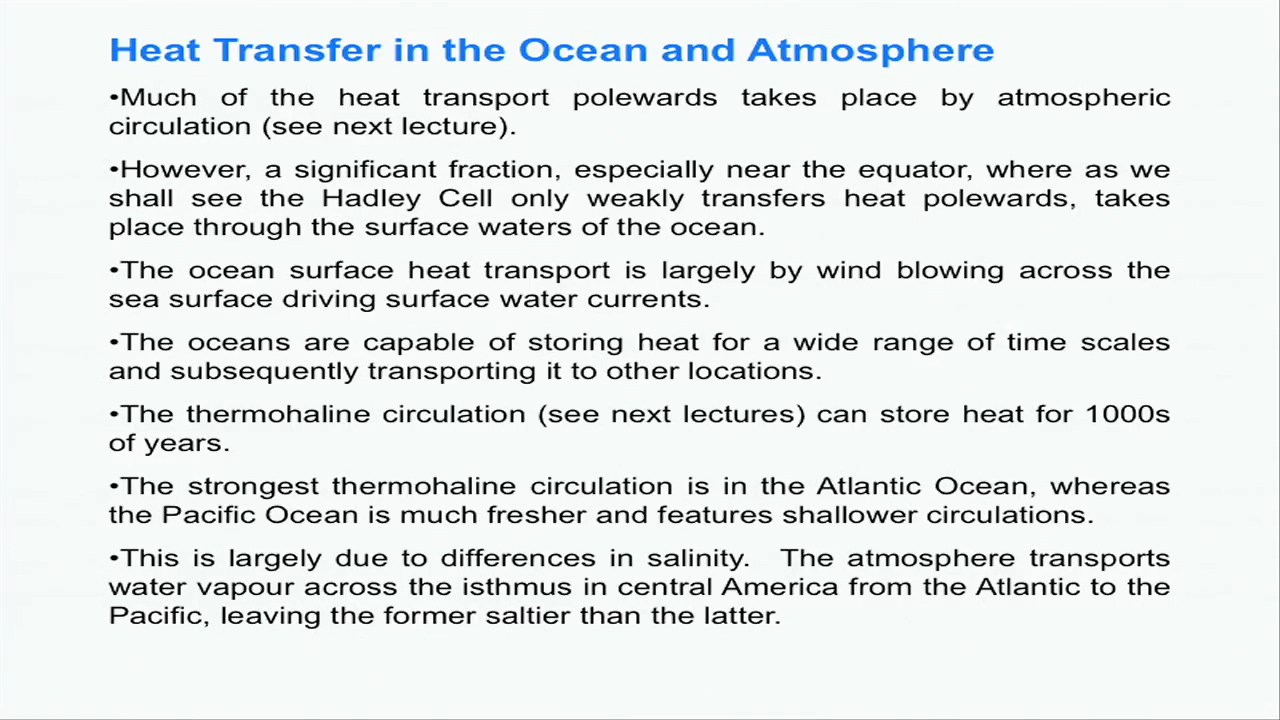 Heat Transfer in the Ocean and Atmosphere
•Much of the heat transport polewards takes place by atmospheric
circulation (see next lecture).
•However, a significant fraction, especially near the equator, where as we
shall see the Hadley Cell only weakly transfers heat polewards, takes
place through the surface waters of the ocean.
•The ocean surface heat transport is largely by wind blowing across the
sea surface driving surface water currents.
•The oceans are capable of storing heat for a wide range of time scales
and subsequently transporting it to other locations.
•The thermohaline circulation (see next lectures) can store heat for 1000s
of years.
•The strongest thermohaline circulation is in the Atlantic Ocean, whereas
the Pacific Ocean is much fresher and features shallower circulations.
•This is largely due to differences in salinity.  The atmosphere transports
water vapour across the isthmus in central America from the Atlantic to the
Pacific, leaving the former saltier than the latter.